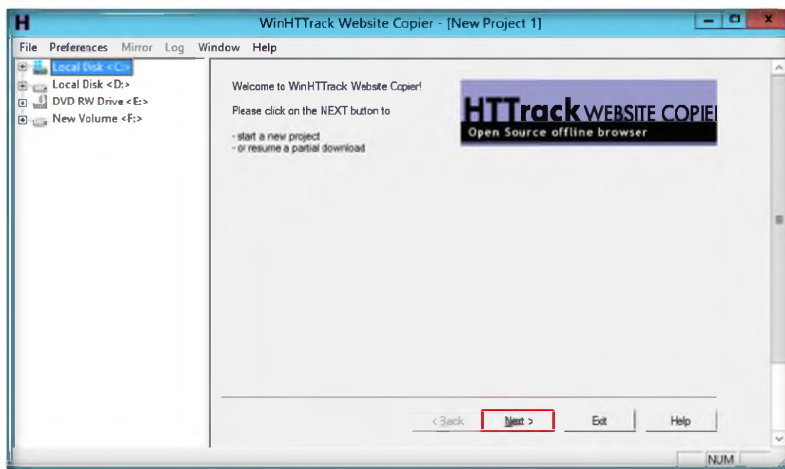 H WinHTTrack Website Copier - [New Project 1]
File Preferences Mirror Log Window Help
Local Disk <C:>
Local Disk <D:>
DVD RW Drive <E:>
New Volume <F:>
Welcome to WinHTTrack Website Copier!
Please click on the NEXT button to
- start a new project
- or resume a partial download
HTTrack WEBSITE COPIE
Open Source offline browser
< Back Next > Exit Help
NUM